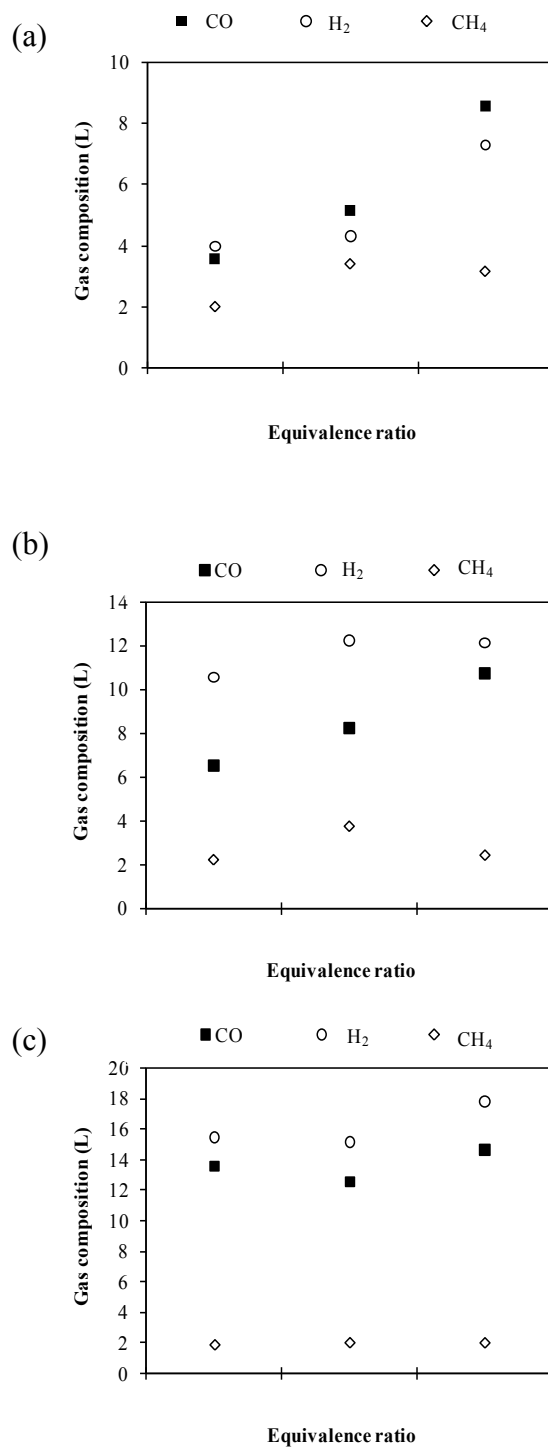 (a)
CO H₂ CH₄
10
8
6
4
2
0
Gas composition (L)
Equivalence ratio
(b)
CO H₂ CH₄
14
12
10
8
6
4
2
0
Gas composition (L)
Equivalence ratio
(c)
CO H₂ CH₄
20
18
16
14
12
10
8
6
4
2
0
Gas composition (L)
Equivalence ratio